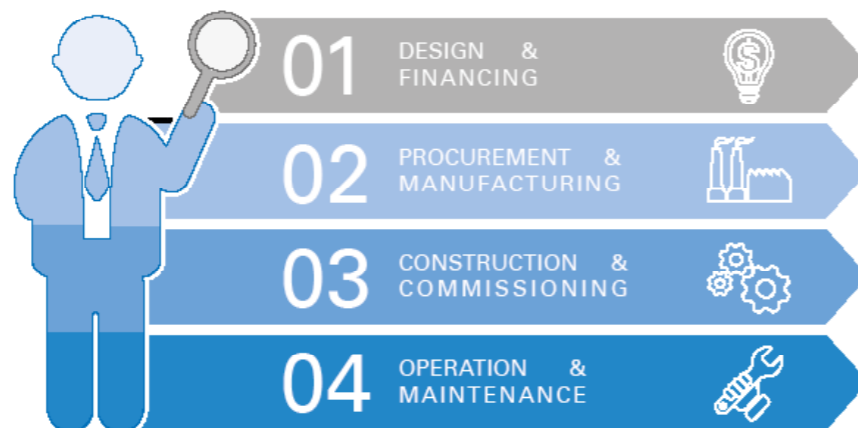 01
DESIGN &
FINANCING
02
PROCUREMENT &
MANUFACTURING
03
CONSTRUCTION &
COMMISSIONING
04
OPERATION &
MAINTENANCE